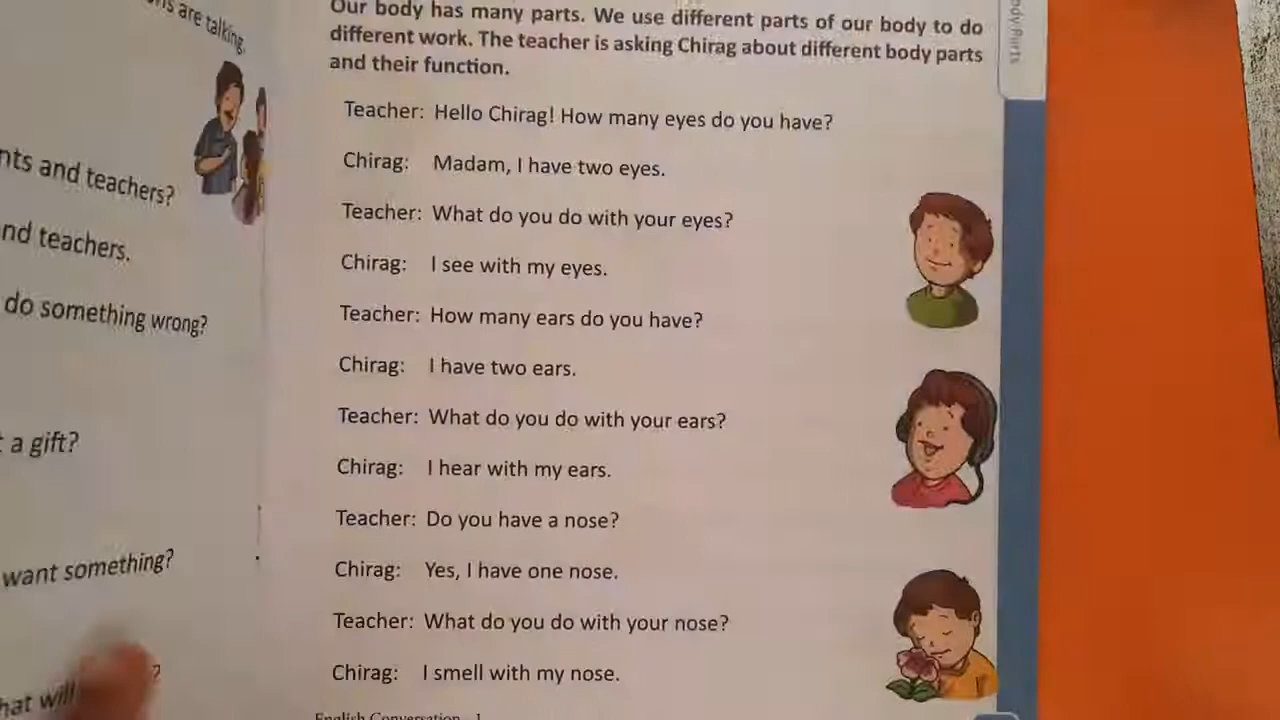 are talking.
and teachers?
nd teachers.
do something wrong?
a gift?
want something?
Our body has many parts. We use different parts of our body to do
different work. The teacher is asking Chirag about different body parts
and their function.
Teacher: Hello Chirag! How many eyes do you have?
Chirag: Madam, I have two eyes.
Teacher: What do you do with your eyes?
Chirag: I see with my eyes.
Teacher: How many ears do you have?
Chirag: I have two ears.
Teacher: What do you do with your ears?
Chirag: I hear with my ears.
Teacher: Do you have a nose?
Chirag: Yes, I have one nose.
Teacher: What do you do with your nose?
Chirag: I smell with my nose.
English Conversation - 1